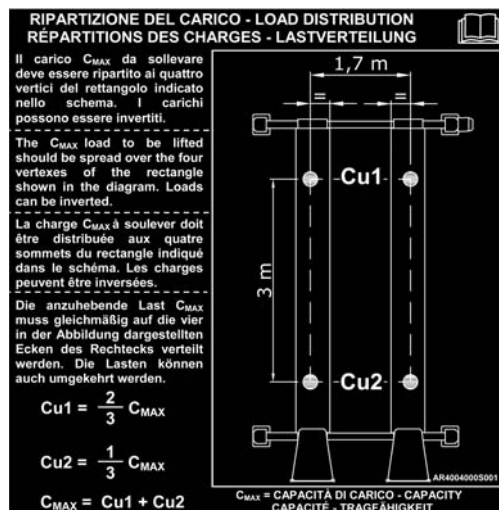 RIPARTIZIONE DEL CARICO - LOAD DISTRIBUTION
RÉPARTITIONS DES CHARGES - LASTVERTEILUNG
Il carico CMAX da sollevare
deve essere ripartito ai quattro
vertici del rettangolo indicato
nello schema. I carichi
possono essere invertiti.
The CMAX load to be lifted
should be spread over the four
vertexes of the rectangle
shown in the diagram. Loads
can be inverted.
La charge CMAX à soulever doit
être distribuée aux quatre
sommets du rectangle indiqué
dans le schéma. Les charges
peuvent être inversées.
Die anzuhebende Last CMAX
muss gleichmäßig auf die vier
in der Abbildung dargestellten
Ecken des Rechtecks verteilt
werden. Die Lasten können
auch umgekehrt werden.
Cu1 = 2/3 CMAX
Cu2 = 1/3 CMAX
CMAX = Cu1 + Cu2
1,7 m
= =
Cu1
3 m
Cu2
AR4004000S001
CMAX = CAPACITÀ DI CARICO - CAPACITY
CAPACITÉ - TRAGFÄHIGKEIT